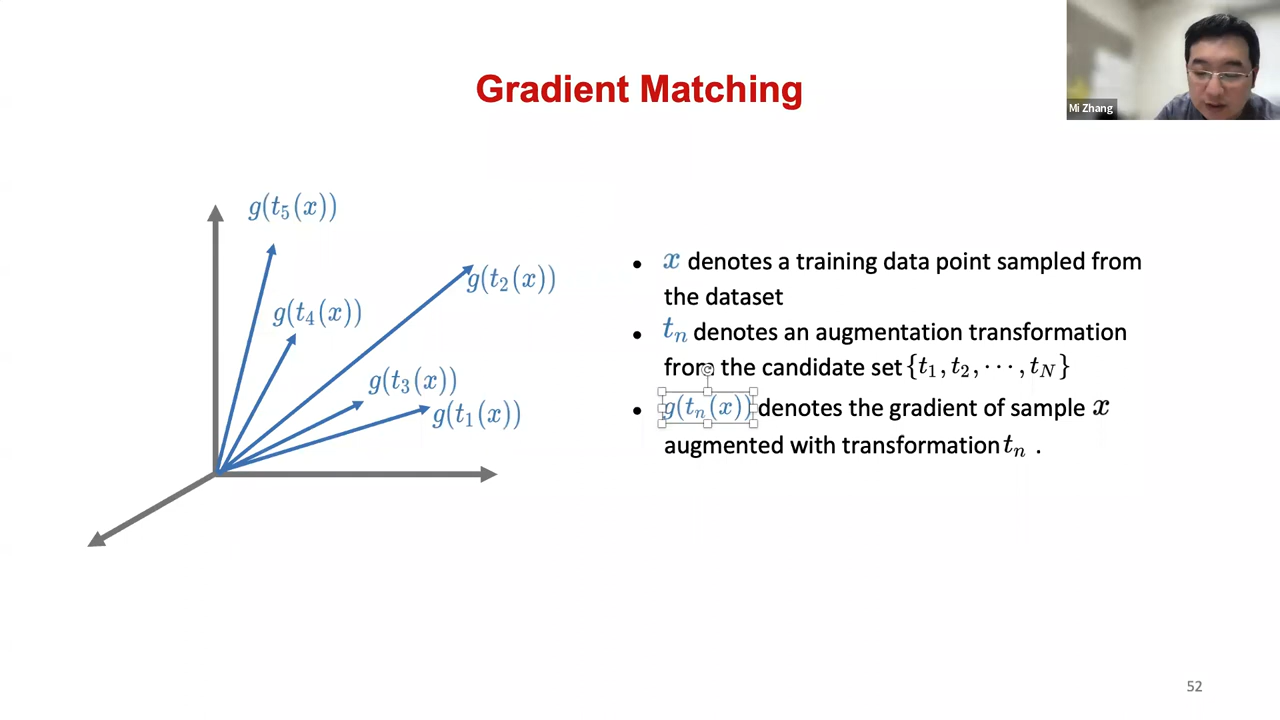 Mi Zhang
Gradient Matching
g(t₅(x))
g(t₂(x))
g(t₄(x))
g(t₃(x))
g(t₁(x))
• x denotes a training data point sampled from
the dataset
• tₙ denotes an augmentation transformation
from the candidate set {t₁, t₂, ⋯, t_N}
• g(tₙ(x)) denotes the gradient of sample x
augmented with transformation tₙ .
52